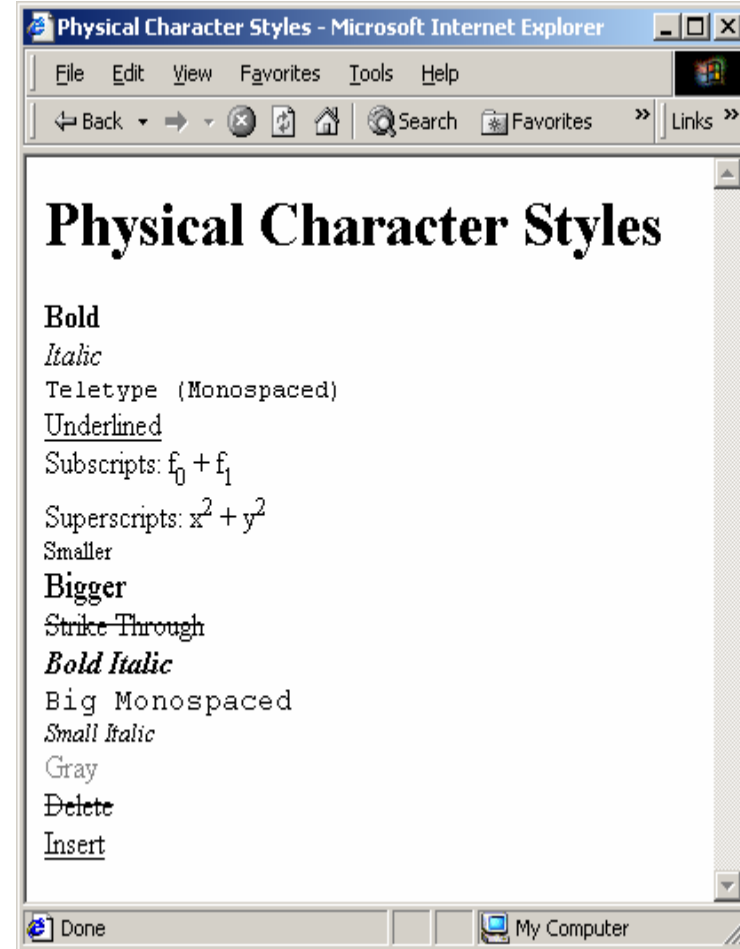 Physical Character Styles - Microsoft Internet Explorer
File Edit View Favorites Tools Help
Back Search Favorites » Links »
Physical Character Styles
Bold
Italic
Teletype (Monospaced)
Underlined
Subscripts: f₀ + f₁
Superscripts: x² + y²
Smaller
Bigger
Strike Through
Bold Italic
Big Monospaced
Small Italic
Gray
Delete
Insert
Done My Computer